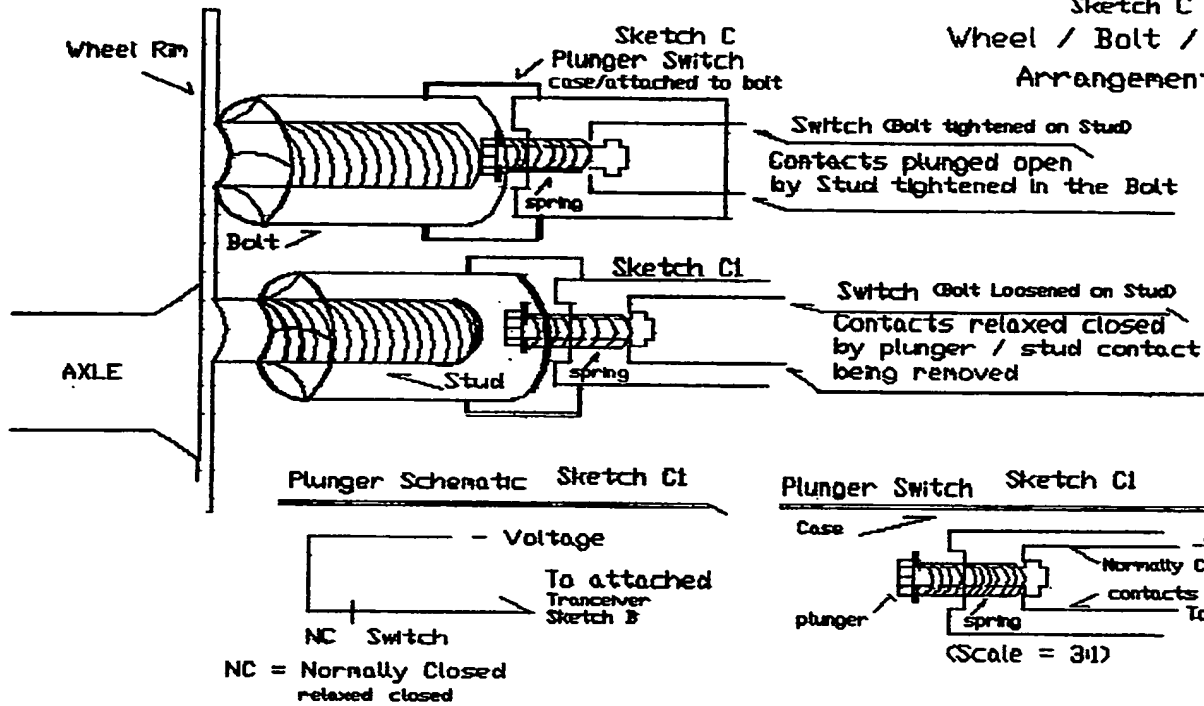 Sketch C
Wheel / Bolt /
Arrangement
Wheel Rim
Sketch C
Plunger Switch
case/attached to bolt
Switch (Bolt tightened on Stud)
Contacts plunged open
by Stud tightened in the Bolt
spring
Bolt
Sketch C1
Switch (Bolt Loosened on Stud)
Contacts relaxed closed
by plunger / stud contact
being removed
spring
AXLE
Stud
Plunger Schematic Sketch C1
- Voltage
To attached
Tranceiver
Sketch B
NC Switch
NC = Normally Closed
relaxed closed
Plunger Switch Sketch C1
Case
Normally C
contacts
To
plunger
spring
(Scale = 3:1)